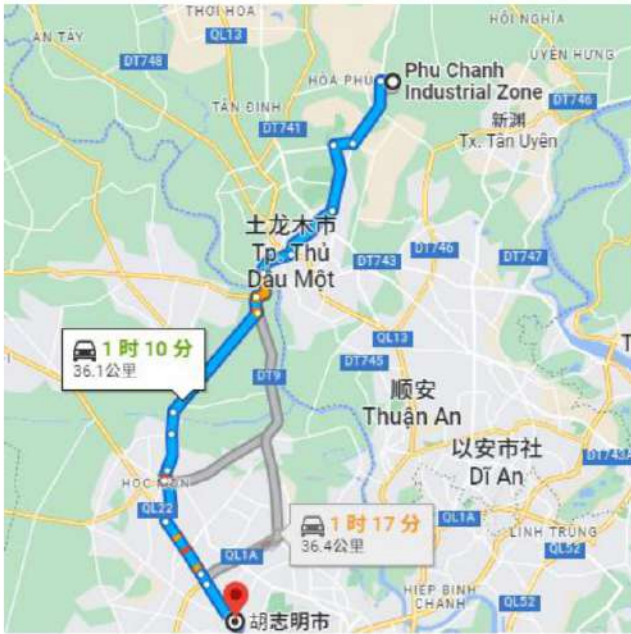 THỚI HÒA
HỘI NGHĨA
AN TÂY
QL13
DT748
UYÊN HƯNG
HÒA PHÚ
Phu Chanh
Industrial Zone
TÂN ĐỊNH
DT746
DT741
新渊
Tx. Tân Uyên
土龙木市
Tp. Thủ
Dầu Một
DT743
DT746
DT747
QL13
1 时 10 分
36.1公里
DT9
DT745
顺安
Thuận An
以安市社
Dĩ An
DT743A
HÓC MÔN
QL22
1 时 17 分
36.4公里
QL1A
QL1A
LINH TRUNG
QL52
HIỆP BÌNH
CHÁNH
QL52
胡志明市